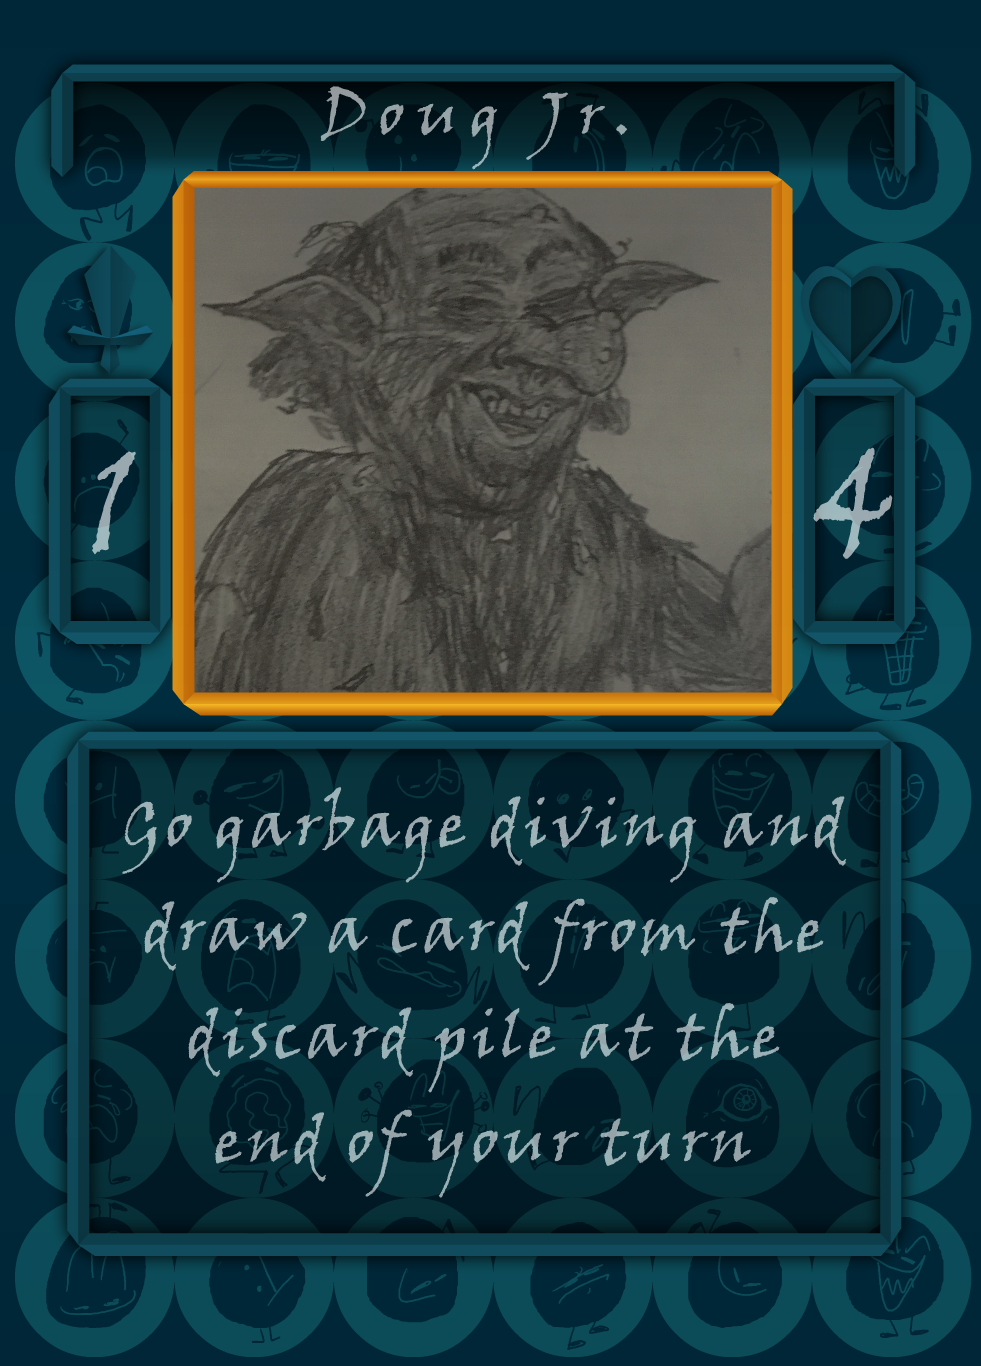 Doug Jr.
1
4
Go garbage diving and
draw a card from the
discard pile at the
end of your turn